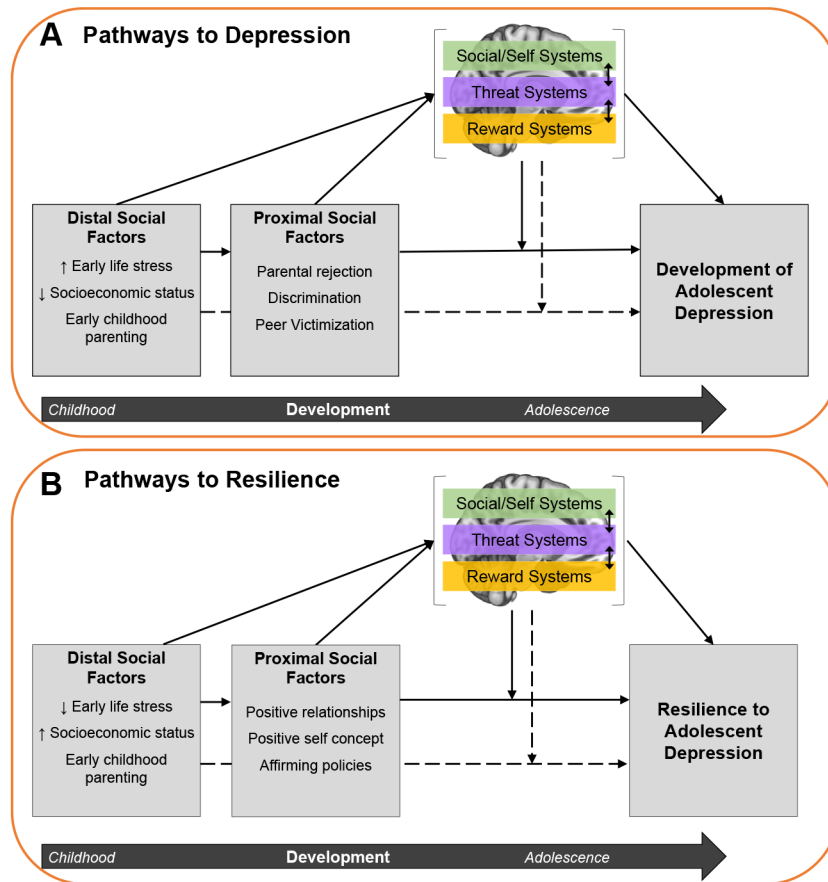 A Pathways to Depression
Social/Self Systems
Threat Systems
Reward Systems
Distal Social
Factors
↑ Early life stress
↓ Socioeconomic status
Early childhood
parenting
Proximal Social
Factors
Parental rejection
Discrimination
Peer Victimization
Development of
Adolescent
Depression
Childhood Development Adolescence
B Pathways to Resilience
Social/Self Systems
Threat Systems
Reward Systems
Distal Social
Factors
↓ Early life stress
↑ Socioeconomic status
Early childhood
parenting
Proximal Social
Factors
Positive relationships
Positive self concept
Affirming policies
Resilience to
Adolescent
Depression
Childhood Development Adolescence